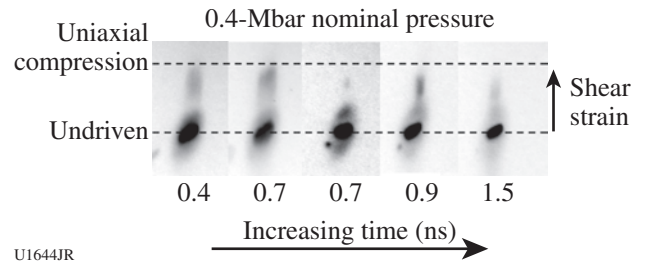 0.4-Mbar nominal pressure
Uniaxial
compression
Undriven
Shear
strain
0.4 0.7 0.7 0.9 1.5
Increasing time (ns)
U1644JR